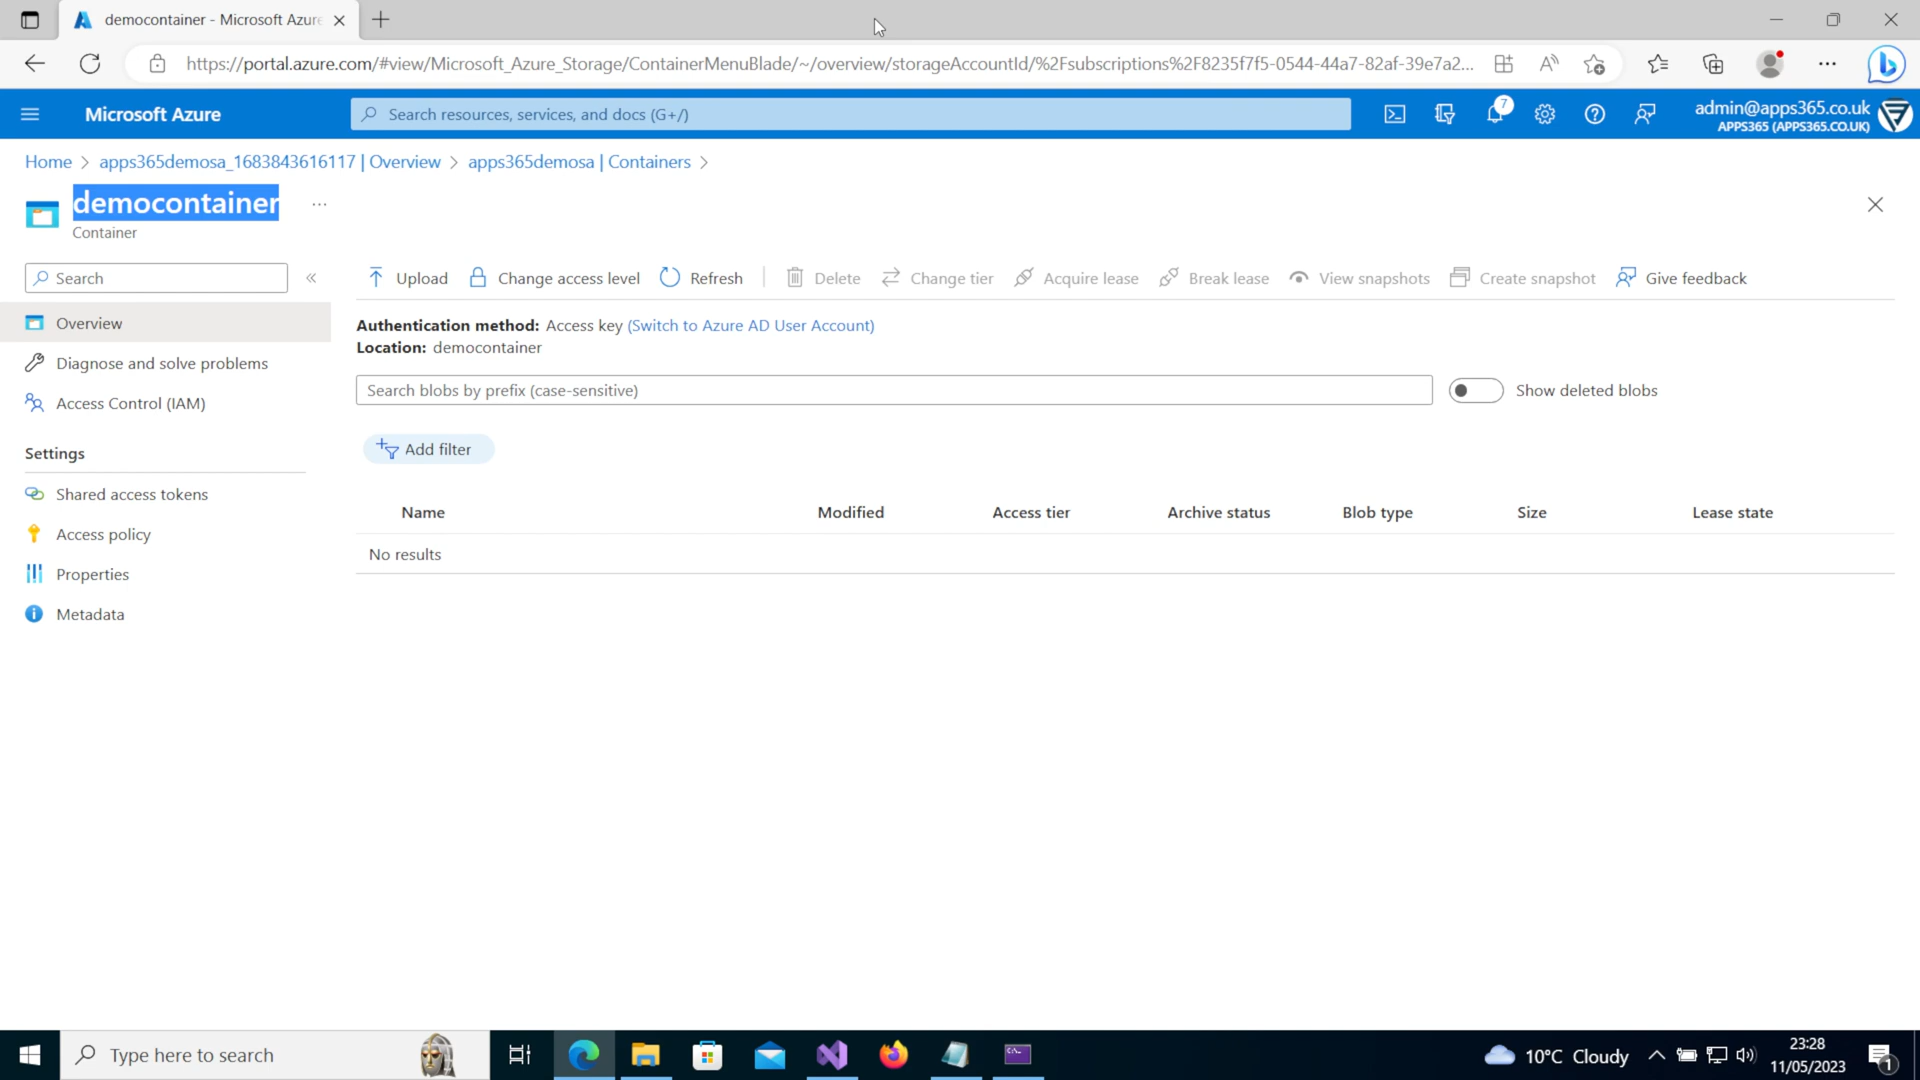 democontainer - Microsoft Azure
https://portal.azure.com/#view/Microsoft_Azure_Storage/ContainerMenuBlade/~/overview/storageAccountId/%2Fsubscriptions%2F8235f7f5-0544-44a7-82af-39e7a2...
Microsoft Azure
Search resources, services, and docs (G+/)
7
admin@apps365.co.uk
APPS365 (APPS365.CO.UK)
Home > apps365demosa_1683843616117 | Overview > apps365demosa | Containers >
democontainer ...
Container
Search
«
Upload
Change access level
Refresh
Delete
Change tier
Acquire lease
Break lease
View snapshots
Create snapshot
Give feedback
Overview
Diagnose and solve problems
Access Control (IAM)
Settings
Shared access tokens
Access policy
Properties
Metadata
Authentication method: Access key (Switch to Azure AD User Account)
Location: democontainer
Search blobs by prefix (case-sensitive)
Show deleted blobs
Add filter
Name Modified Access tier Archive status Blob type Size Lease state
No results
Type here to search
10°C Cloudy
23:28
11/05/2023
1